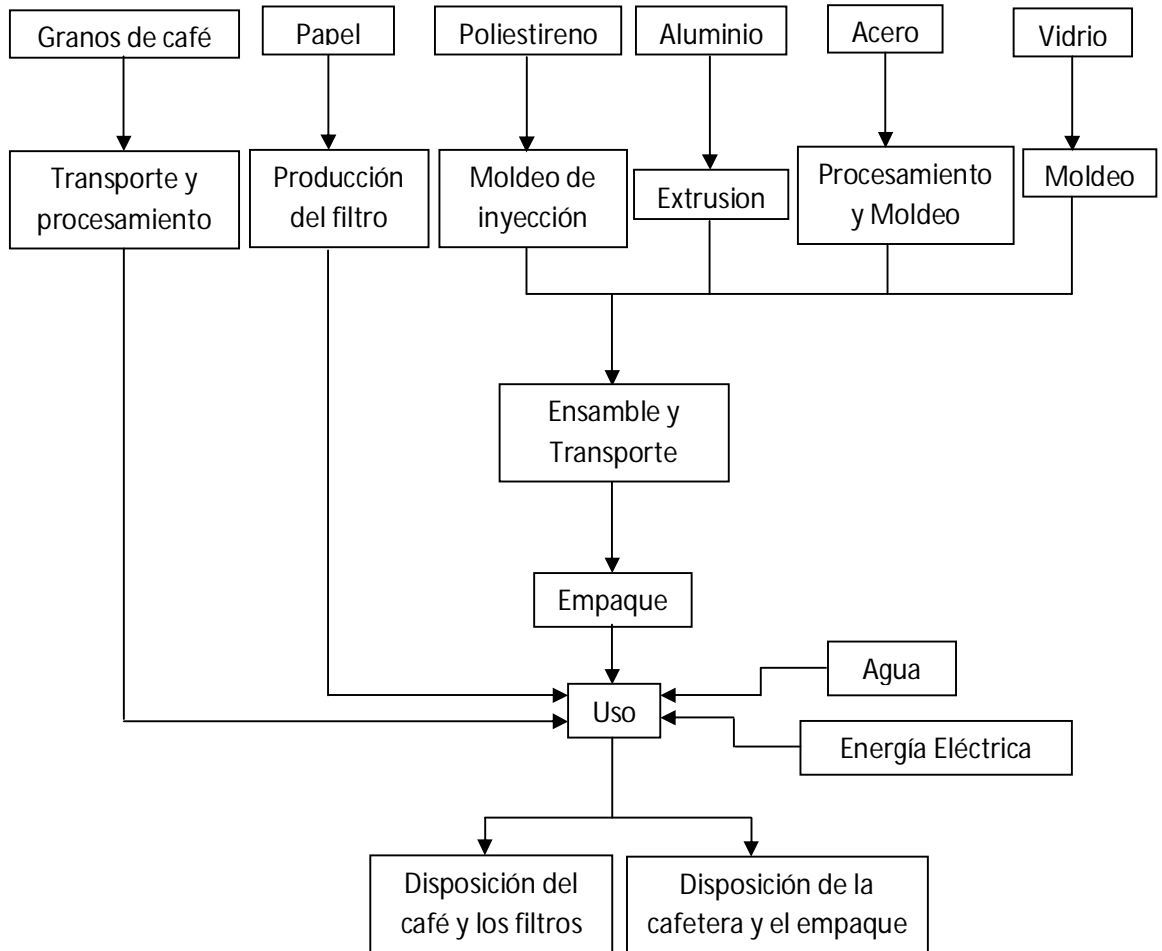 Granos de café
Papel
Poliestireno
Aluminio
Acero
Vidrio
Transporte y
procesamiento
Producción
del filtro
Moldeo de
inyección
Extrusion
Procesamiento
y Moldeo
Moldeo
Ensamble y
Transporte
Empaque
Agua
Uso
Energía Eléctrica
Disposición del
café y los filtros
Disposición de la
cafetera y el empaque